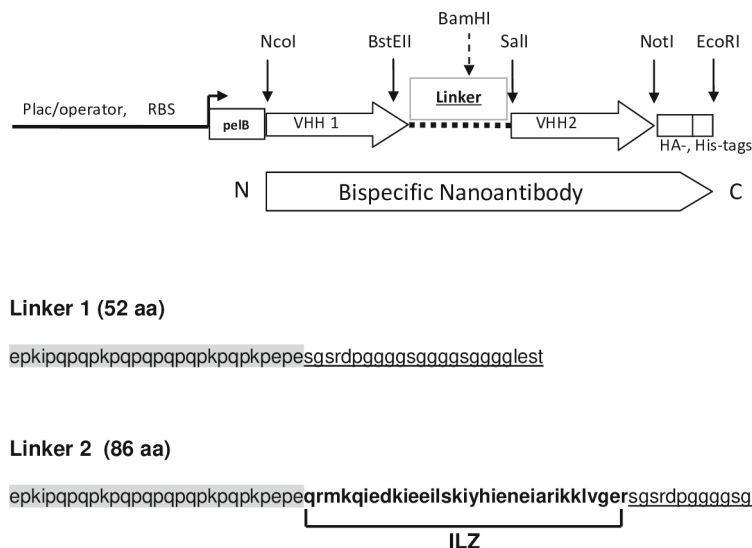 BamHI
NcoI BstEII SalI NotI EcoRI
Linker
Plac/operator, RBS
pelB VHH 1 VHH2
HA-, His-tags
N Bispecific Nanoantibody C
Linker 1 (52 aa)
epkipqpqpkpqpqpqpqpkpqpkpepesgsrdpggggsggggsgggglest
Linker 2 (86 aa)
epkipqpqpkpqpqpqpqpkpqpkpepeqrmkqiedkieeilskiyhieneiarikklvgersgsrdpggggsg
ILZ